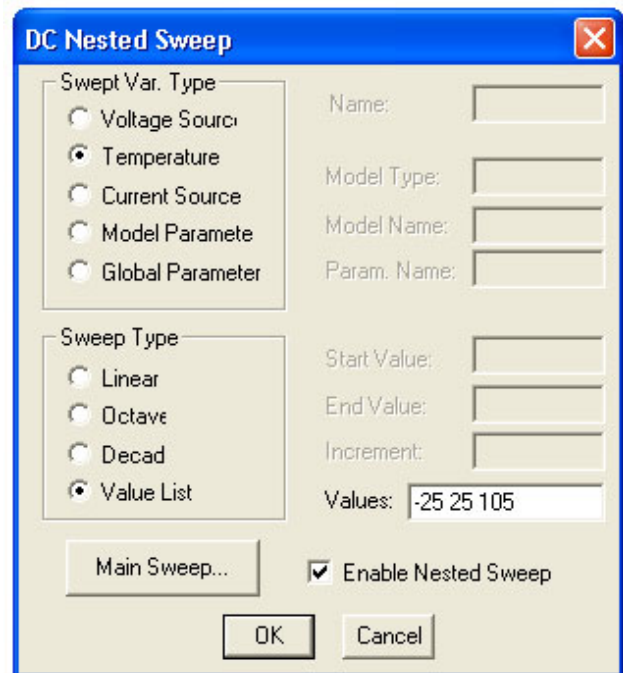 DC Nested Sweep
Swept Var. Type
Voltage Sourc
Temperature
Current Source
Model Paramete
Global Parameter
Name:
Model Type:
Model Name:
Param. Name:
Sweep Type
Linear
Octave
Decad
Value List
Start Value:
End Value:
Increment:
Values: -25 25 105
Main Sweep...
Enable Nested Sweep
OK
Cancel